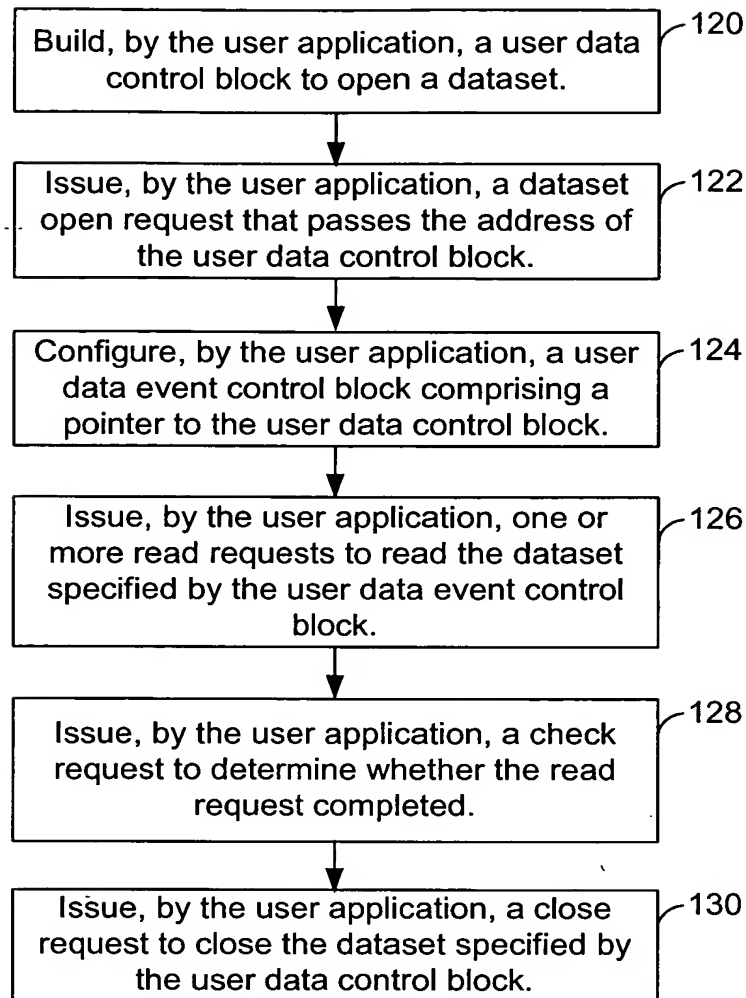 Build, by the user application, a user data
control block to open a dataset.
120
Issue, by the user application, a dataset
open request that passes the address of
the user data control block.
122
Configure, by the user application, a user
data event control block comprising a
pointer to the user data control block.
124
Issue, by the user application, one or
more read requests to read the dataset
specified by the user data event control
block.
126
Issue, by the user application, a check
request to determine whether the read
request completed.
128
Issue, by the user application, a close
request to close the dataset specified by
the user data control block.
130